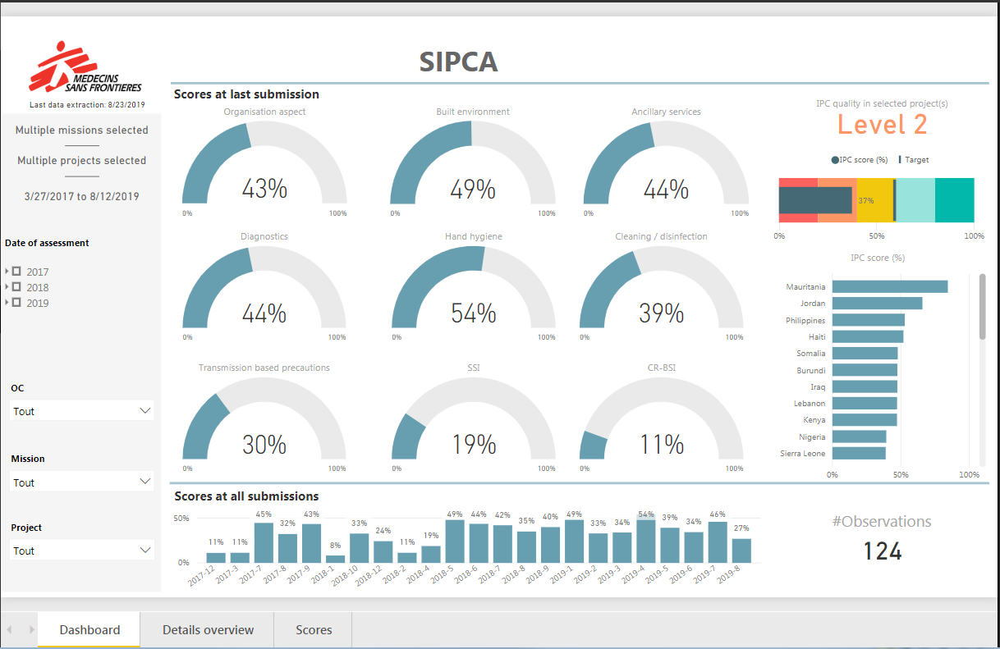 SIPCA
MEDECINS
SANS FRONTIERES
Last data extraction: 8/23/2019
Multiple missions selected
Multiple projects selected
3/27/2017 to 8/12/2019
Date of assessment
2017
2018
2019
OC
Tout
Mission
Tout
Project
Tout
Scores at last submission
Organisation aspect
43%
0% 100%
Built environment
49%
0% 100%
Ancillary services
44%
0% 100%
Diagnostics
44%
0% 100%
Hand hygiene
54%
0% 100%
Cleaning / disinfection
39%
0% 100%
Transmission based precautions
30%
0% 100%
SSI
19%
0% 100%
CR-BSI
11%
0% 100%
IPC quality in selected project(s)
Level 2
IPC score (%) Target
37%
0% 50% 100%
IPC score (%)
Mauritania
Jordan
Philippines
Haiti
Somalia
Burundi
Iraq
Lebanon
Kenya
Nigeria
Sierra Leone
0% 50% 100%
Scores at all submissions
50%
0%
11% 11% 45% 32% 43% 8% 33% 24% 11% 19% 49% 44% 42% 35% 40% 49% 33% 34% 54% 39% 34% 46% 27%
2017-12 2017-3 2017-7 2017-8 2017-9 2018-1 2018-10 2018-12 2018-2 2018-4 2018-5 2018-6 2018-7 2018-8 2018-9 2019-1 2019-2 2019-3 2019-4 2019-5 2019-6 2019-7 2019-8
#Observations
124
Dashboard Details overview Scores